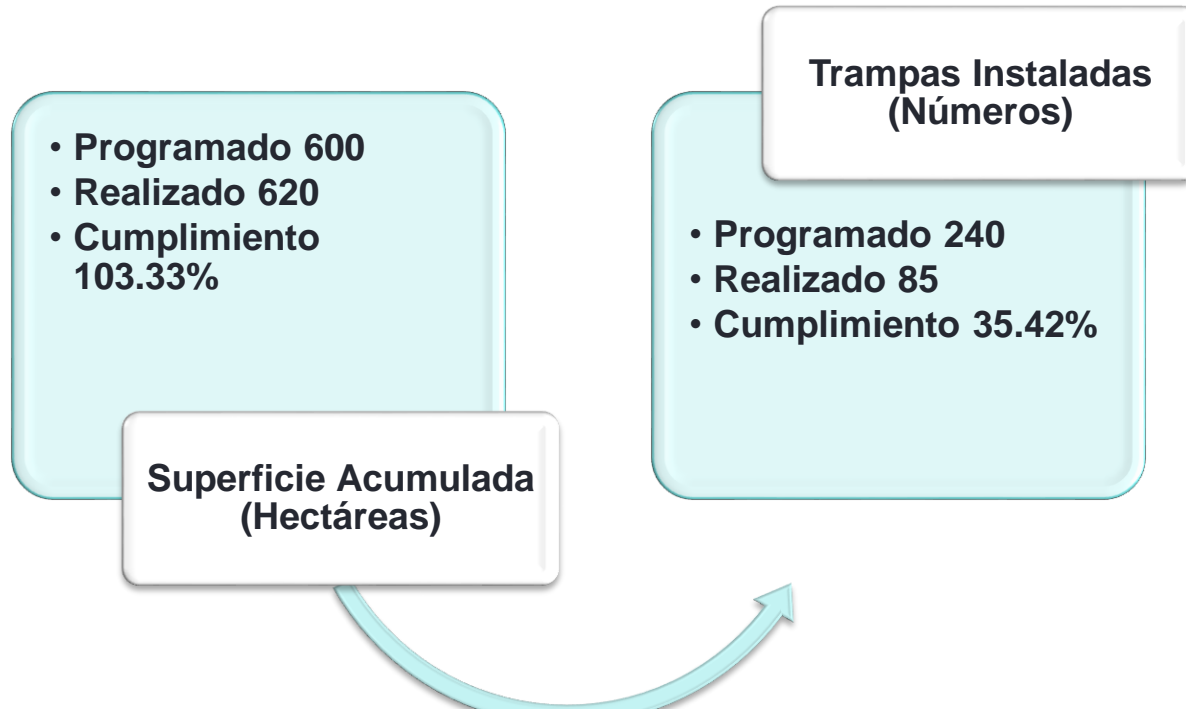 • Programado 600
• Realizado 620
• Cumplimiento
103.33%
Superficie Acumulada
(Hectáreas)
Trampas Instaladas
(Números)
• Programado 240
• Realizado 85
• Cumplimiento 35.42%